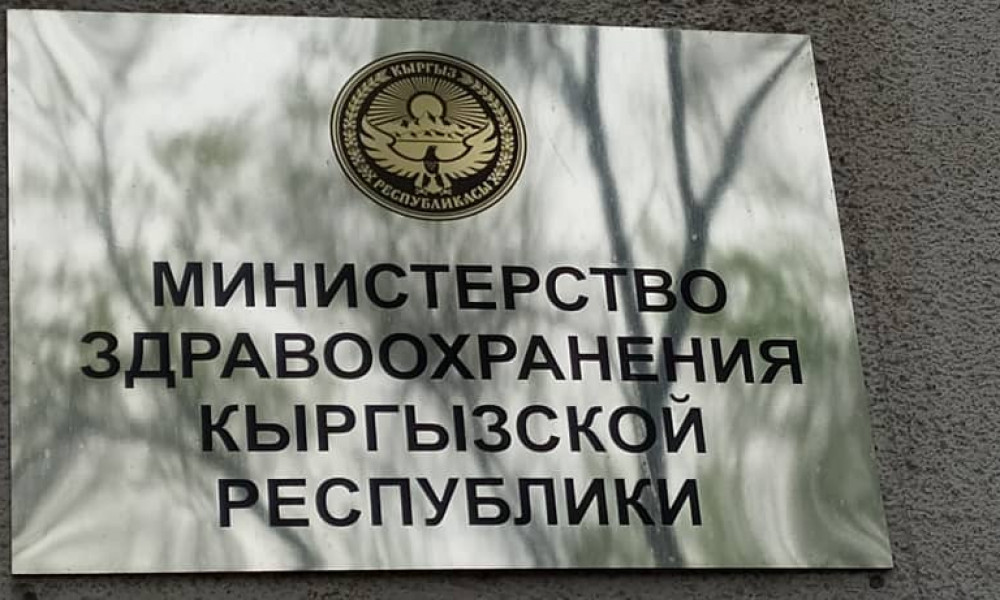 КЫРГЫЗ
РЕСПУБЛИКАСЫ
МИНИСТЕРСТВО
ЗДРАВООХРАНЕНИЯ
КЫРГЫЗСКОЙ
РЕСПУБЛИКИ